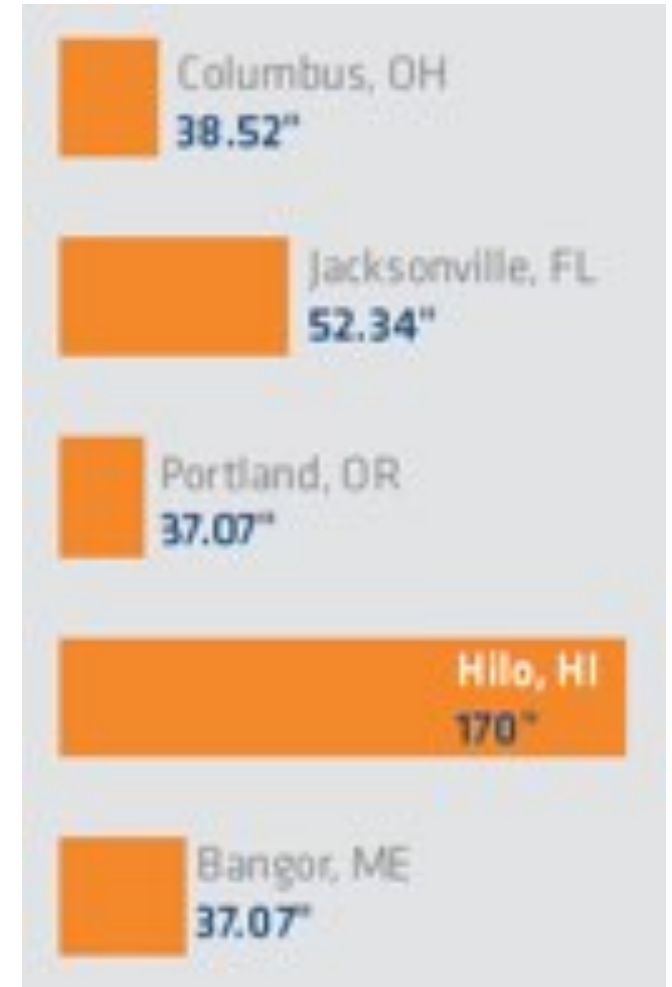 Columbus, OH
38.52"
Jacksonville, FL
52.34"
Portland, OR
37.07"
Hilo, HI
170"
Bangor, ME
37.07"